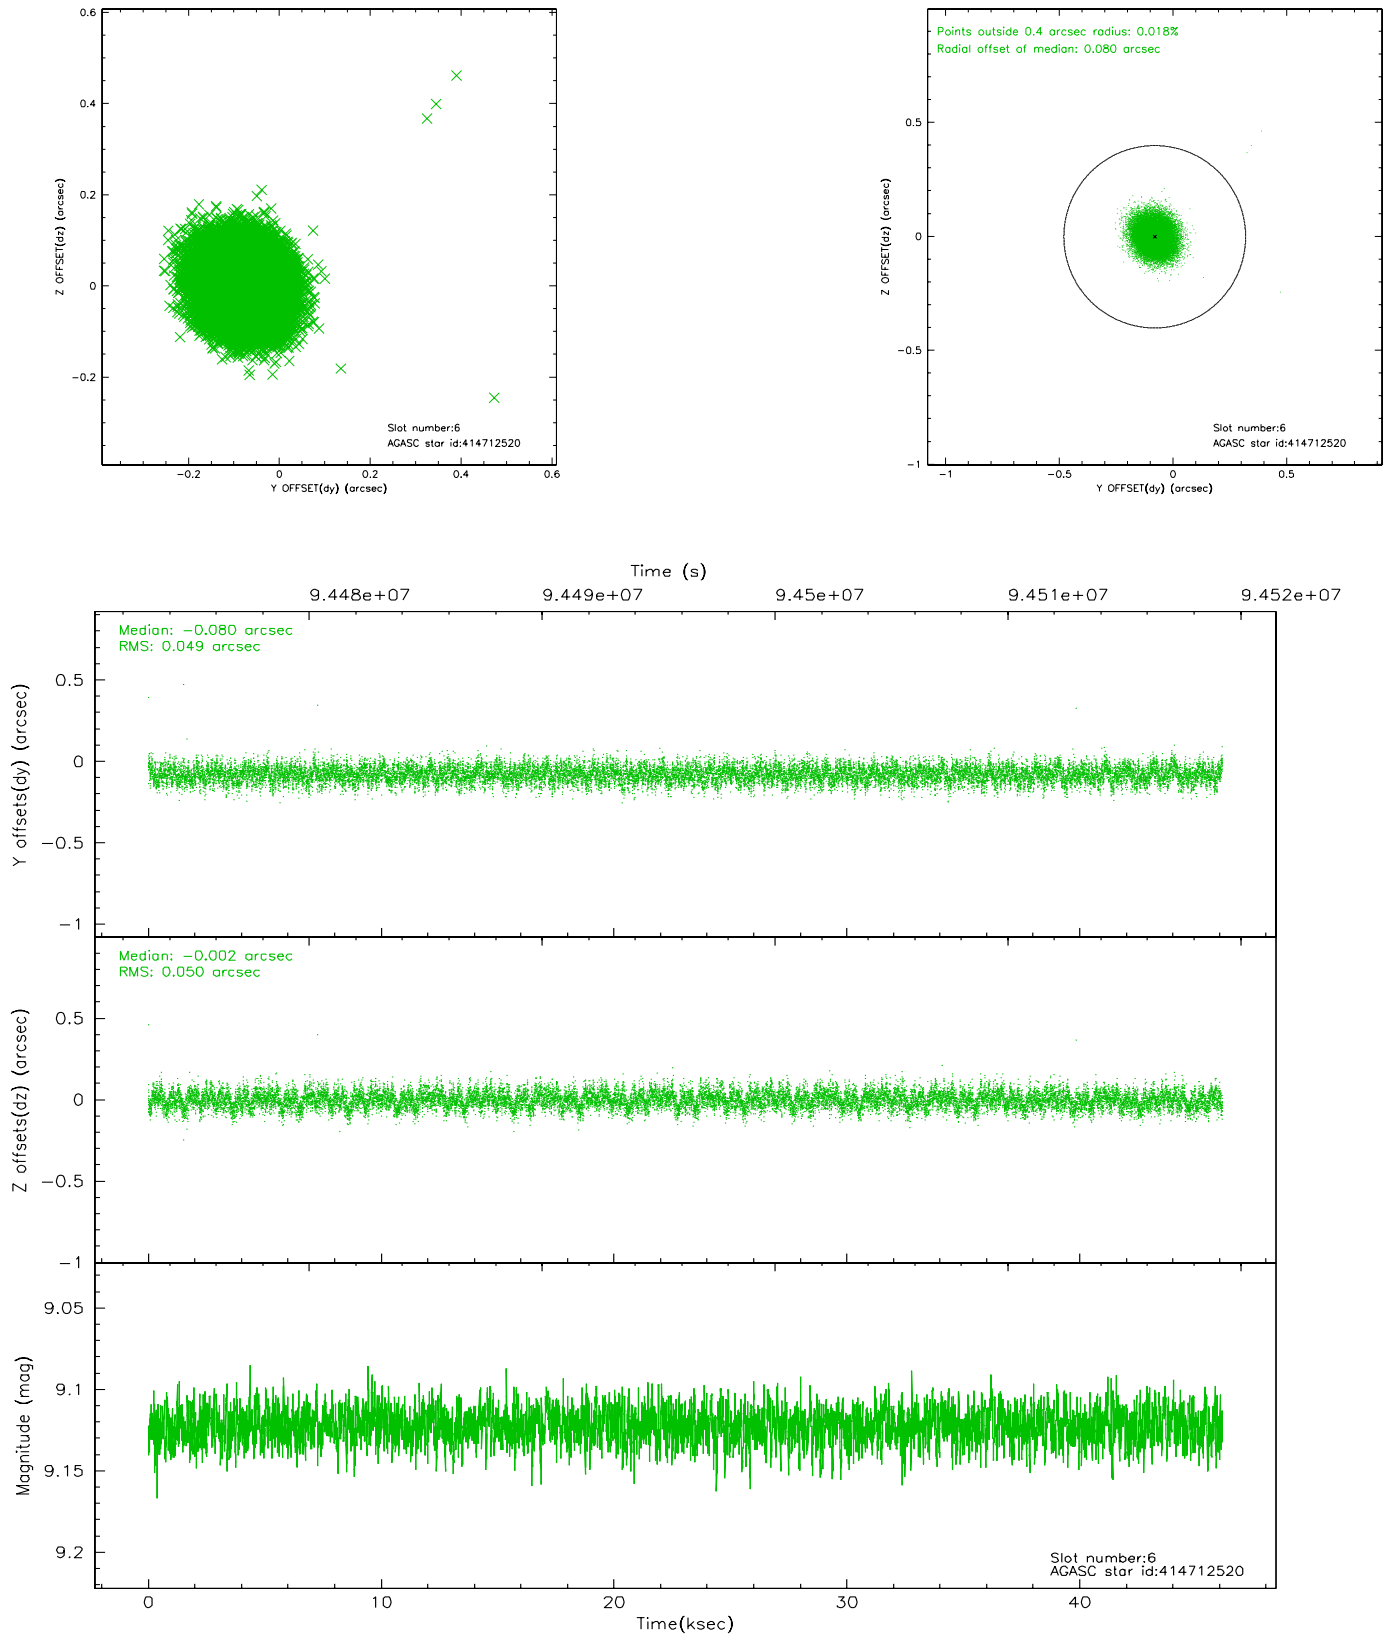 0.6
0.4
0.2
0
−0.2
Z OFFSET(dz) (arcsec)
Slot number:6
AGASC star id:414712520
−0.2 0 0.2 0.4 0.6
Y OFFSET(dy) (arcsec)
Points outside 0.4 arcsec radius: 0.018%
Radial offset of median: 0.080 arcsec
0.5
0
−0.5
−1
Z OFFSET(dz) (arcsec)
Slot number:6
AGASC star id:414712520
−1 −0.5 0 0.5
Y OFFSET(dy) (arcsec)
Time (s)
9.448e+07 9.449e+07 9.45e+07 9.451e+07 9.452e+07
Median: −0.080 arcsec
RMS: 0.049 arcsec
0.5
0
−0.5
−1
Y offsets(dy) (arcsec)
Median: −0.002 arcsec
RMS: 0.050 arcsec
0.5
0
−0.5
−1
Z offsets(dz) (arcsec)
9.05
9.1
9.15
9.2
Magnitude (mag)
Slot number:6
AGASC star id:414712520
0 10 20 30 40
Time(ksec)